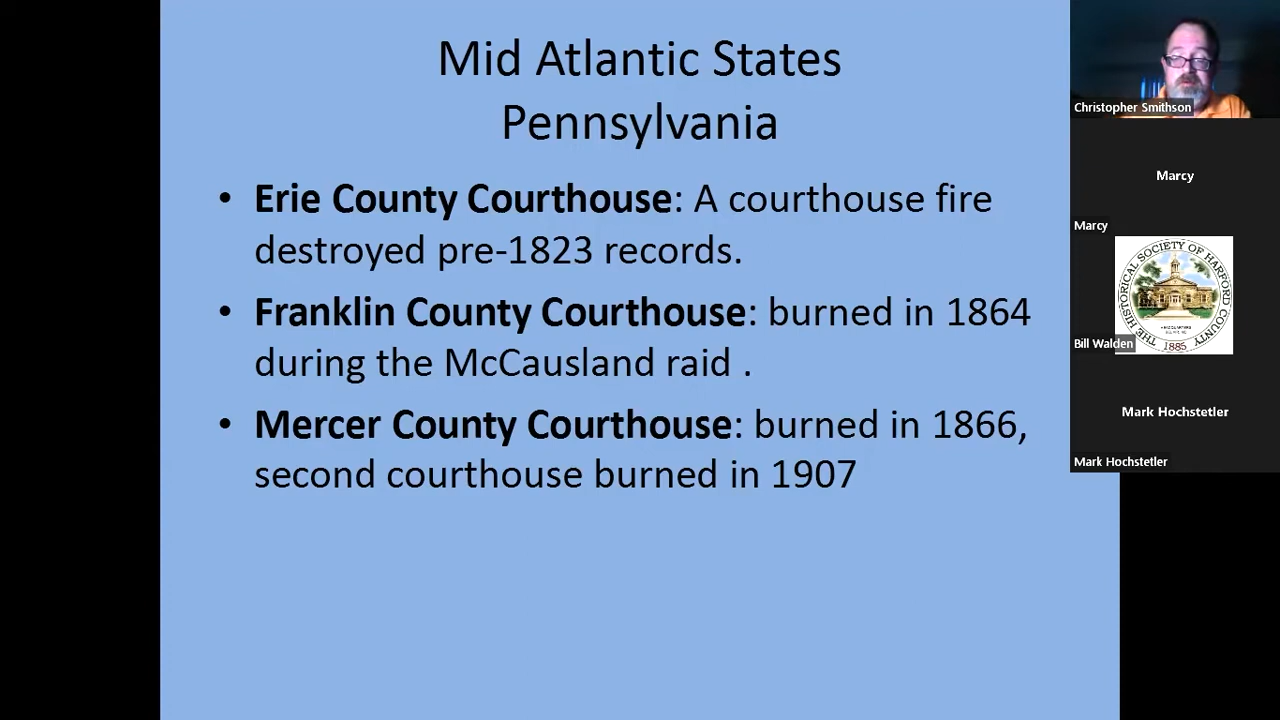 Mid Atlantic States
Pennsylvania
• Erie County Courthouse: A courthouse fire
destroyed pre-1823 records.
• Franklin County Courthouse: burned in 1864
during the McCausland raid .
• Mercer County Courthouse: burned in 1866,
second courthouse burned in 1907
Christopher Smithson
Marcy
Marcy
THE HISTORICAL SOCIETY OF HARFORD COUNTY
HEADQUARTERS
1885
Bill Walden
Mark Hochstetler
Mark Hochstetler